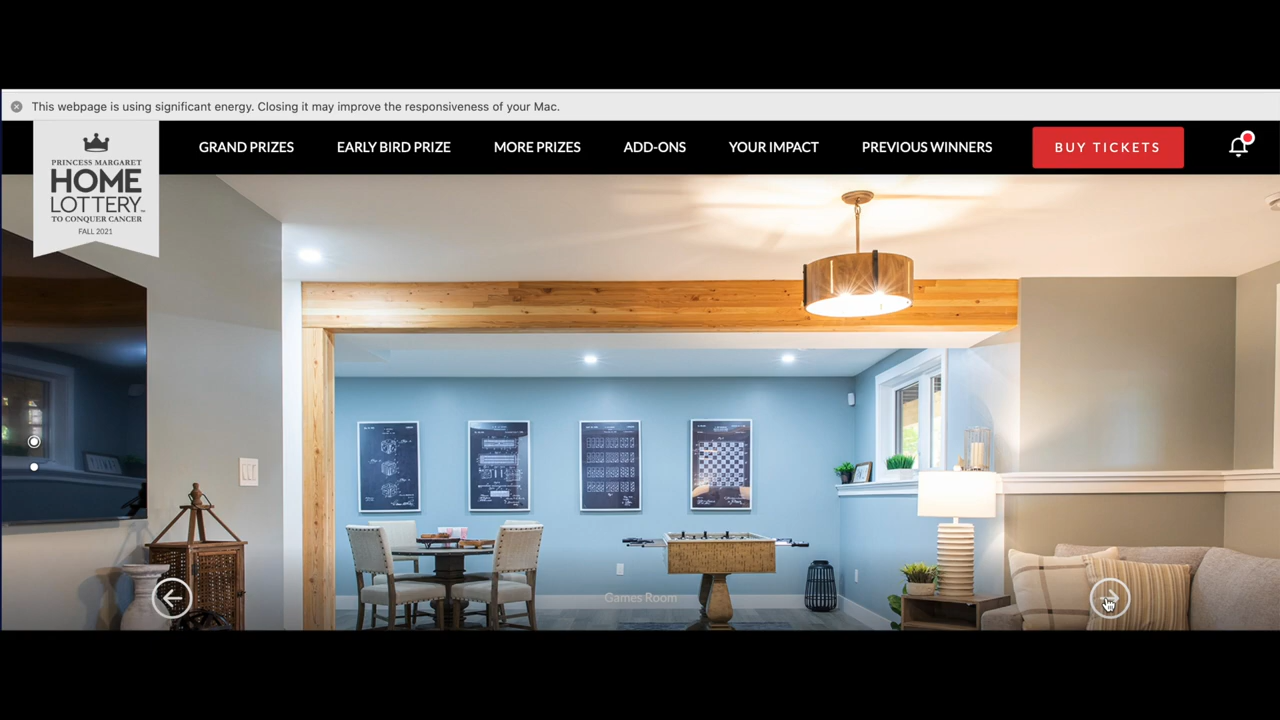 This webpage is using significant energy. Closing it may improve the responsiveness of your Mac.
PRINCESS MARGARET
HOME
LOTTERY™
TO CONQUER CANCER
FALL 2021
GRAND PRIZES
EARLY BIRD PRIZE
MORE PRIZES
ADD-ONS
YOUR IMPACT
PREVIOUS WINNERS
BUY TICKETS
Games Room